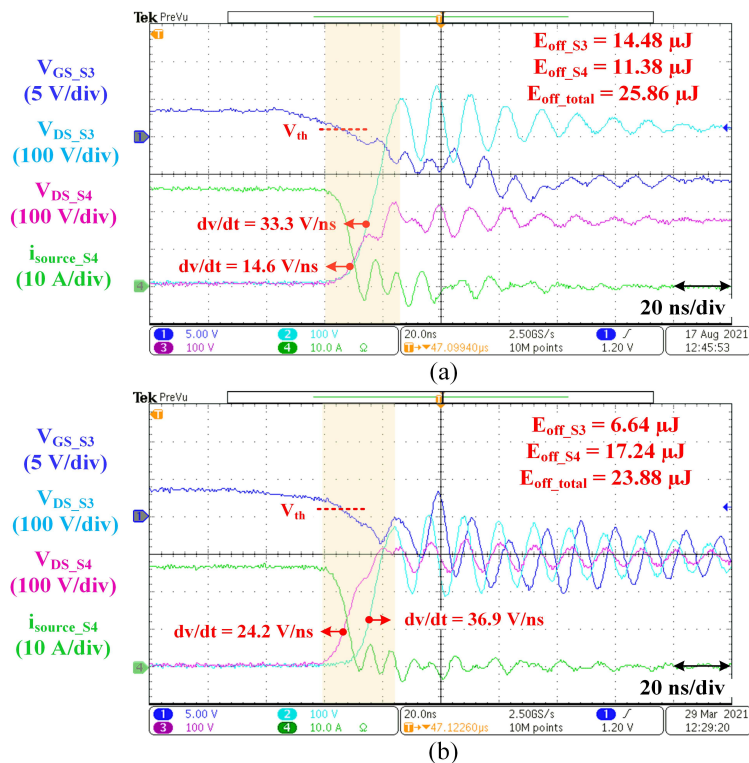 Tek PreVu
T
T
E_off_S3 = 14.48 µJ
E_off_S4 = 11.38 µJ
E_off_total = 25.86 µJ
V_GS_S3
(5 V/div)
V_DS_S3
(100 V/div)
V_DS_S4
(100 V/div)
i_source_S4
(10 A/div)
1
V_th
dv/dt = 33.3 V/ns
dv/dt = 14.6 V/ns
4
20 ns/div
1 5.00 V 2 100 V
3 100 V 4 10.0 A Ω
20.0ns 2.50GS/s 1
T→▼47.09940µs 10M points 1.20 V
17 Aug 2021
12:45:53
(a)
Tek PreVu
T
T
E_off_S3 = 6.64 µJ
E_off_S4 = 17.24 µJ
E_off_total = 23.88 µJ
V_GS_S3
(5 V/div)
V_DS_S3
(100 V/div)
V_DS_S4
(100 V/div)
i_source_S4
(10 A/div)
1
V_th
dv/dt = 24.2 V/ns
dv/dt = 36.9 V/ns
4
20 ns/div
1 5.00 V 2 100 V
3 100 V 4 10.0 A Ω
20.0ns 2.50GS/s 1
T→▼47.12260µs 10M points 1.20 V
29 Mar 2021
12:29:20
(b)